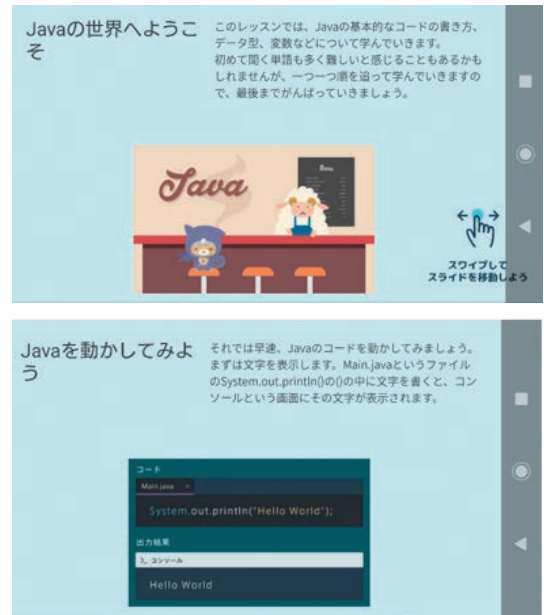 Javaの世界へようこ
そ
このレッスンでは、Javaの基本的なコードの書き方、
データ型、変数などについて学んでいきます。
初めて聞く単語も多く難しいと感じることもあるかも
しれませんが、一つ一つ順を追って学んでいきますの
で、最後までがんばっていきましょう。
Java
Menu
スワイプして
スライドを移動しよう
Javaを動かしてみよ
う
それでは早速、Javaのコードを動かしてみましょう。
まずは文字を表示します。Main.javaというファイル
のSystem.out.println()の()の中に文字を書くと、コン
ソールという画面にその文字が表示されます。
コード
Main.java ×
System.out.println("Hello World");
出力結果
>_ コンソール
Hello World